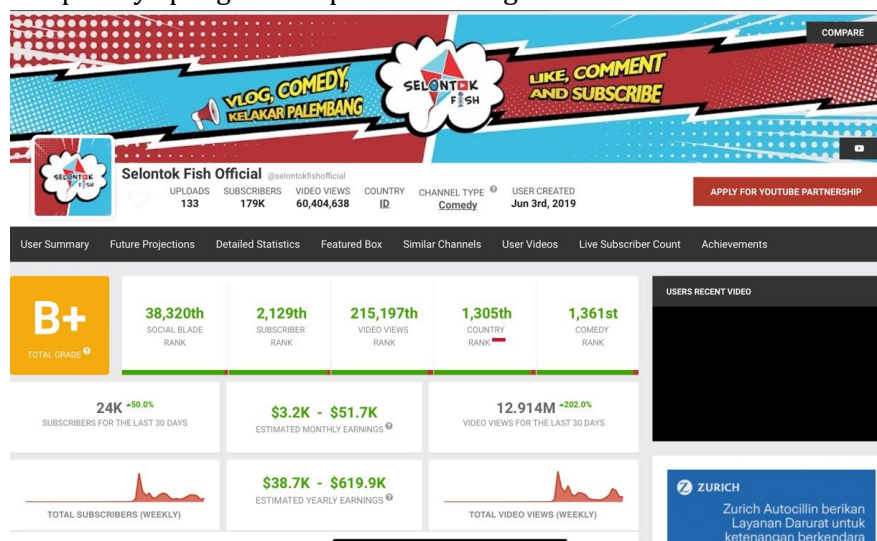 COMPARE
VLOG, COMEDY,
KELAKAR PALEMBANG
SELONTOK
FISH
LIKE, COMMENT
AND SUBSCRIBE
SELONTOK
FISH
Selontok Fish Official @selontokfishofficial
UPLOADS SUBSCRIBERS VIDEO VIEWS COUNTRY CHANNEL TYPE USER CREATED
133 179K 60,404,638 ID Comedy Jun 3rd, 2019
APPLY FOR YOUTUBE PARTNERSHIP
User Summary Future Projections Detailed Statistics Featured Box Similar Channels User Videos Live Subscriber Count Achievements
B+
TOTAL GRADE
38,320th 2,129th 215,197th 1,305th 1,361st
SOCIAL BLADE SUBSCRIBER VIDEO VIEWS COUNTRY COMEDY
RANK RANK RANK RANK RANK
USERS RECENT VIDEO
24K 50.0%
SUBSCRIBERS FOR THE LAST 30 DAYS
$3.2K - $51.7K
ESTIMATED MONTHLY EARNINGS
12.914M 202.0%
VIDEO VIEWS FOR THE LAST 30 DAYS
TOTAL SUBSCRIBERS (WEEKLY)
$38.7K - $619.9K
ESTIMATED YEARLY EARNINGS
TOTAL VIDEO VIEWS (WEEKLY)
ZURICH
Zurich Autocillin berikan
Layanan Darurat untuk
ketenangan berkendara